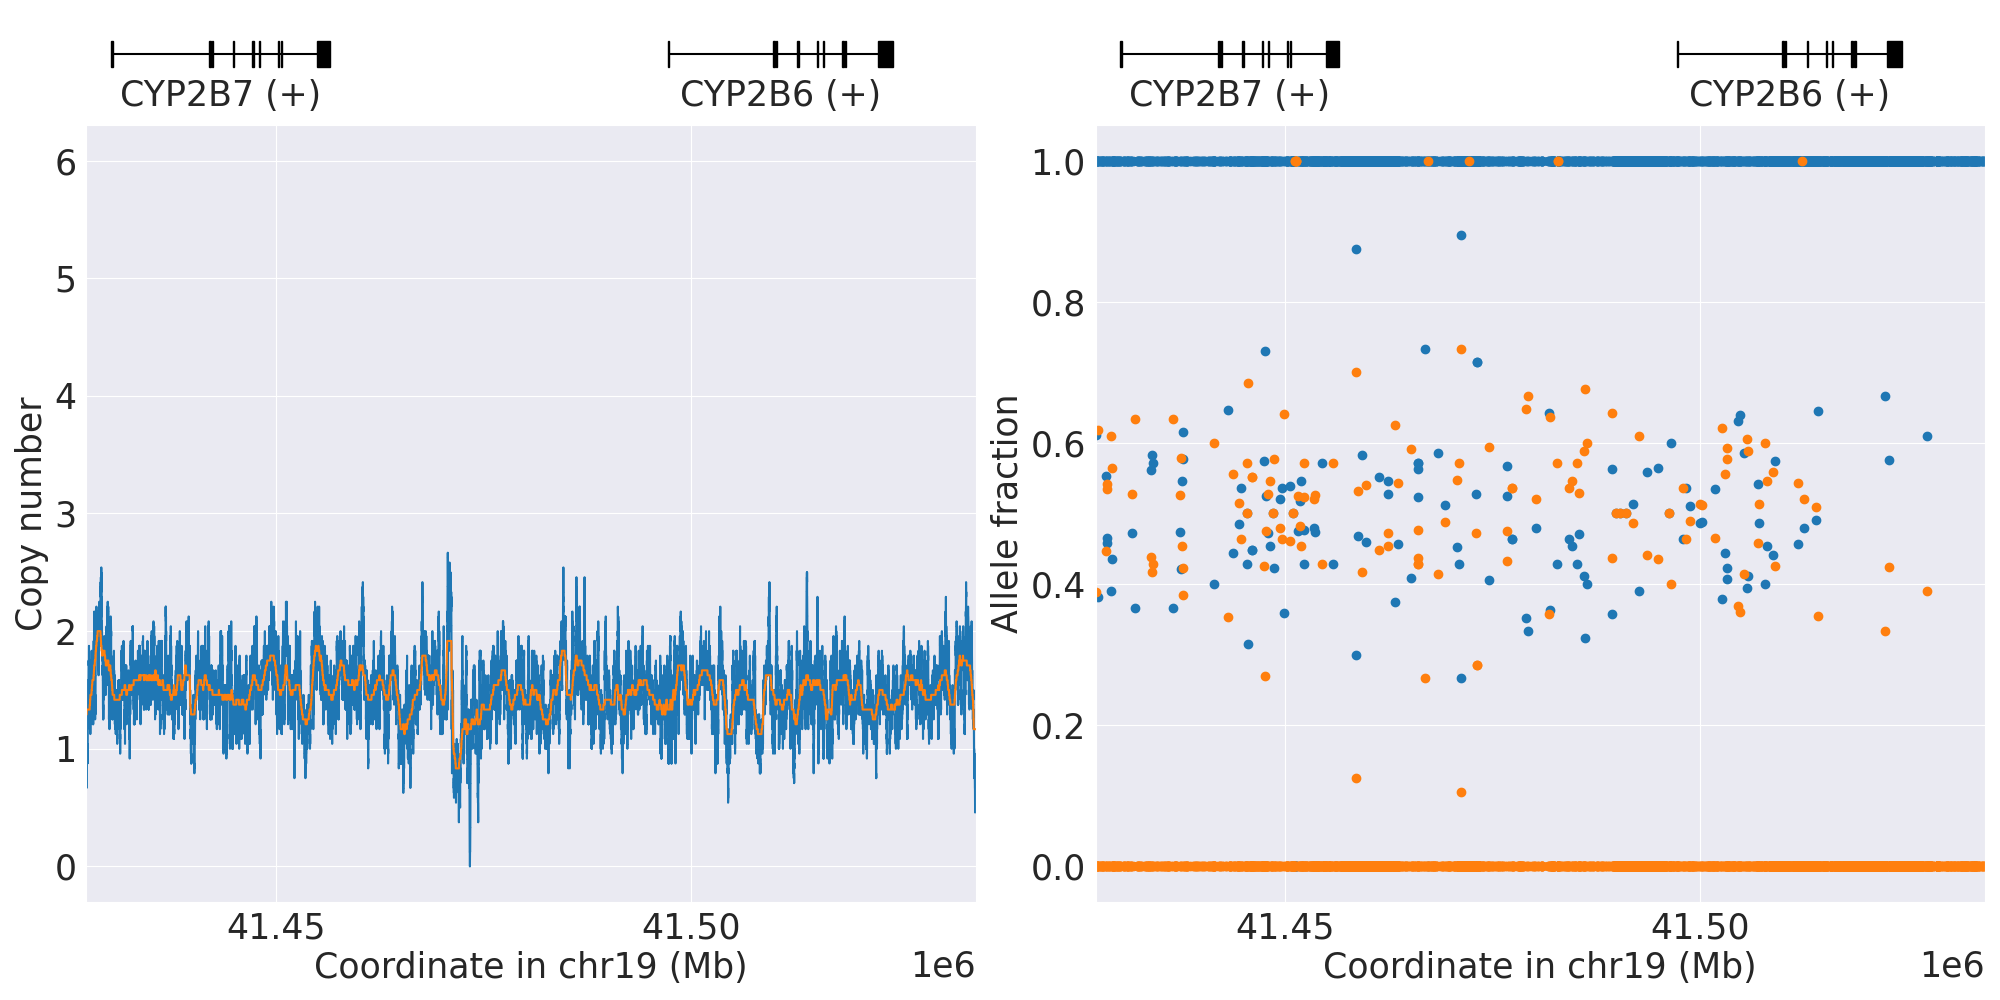 CYP2B7 (+) CYP2B6 (+)
6
5
4
3
2
1
0
Copy number
41.45 41.50
Coordinate in chr19 (Mb) 1e6
CYP2B7 (+) CYP2B6 (+)
1.0
0.8
0.6
0.4
0.2
0.0
Allele fraction
41.45 41.50
Coordinate in chr19 (Mb) 1e6